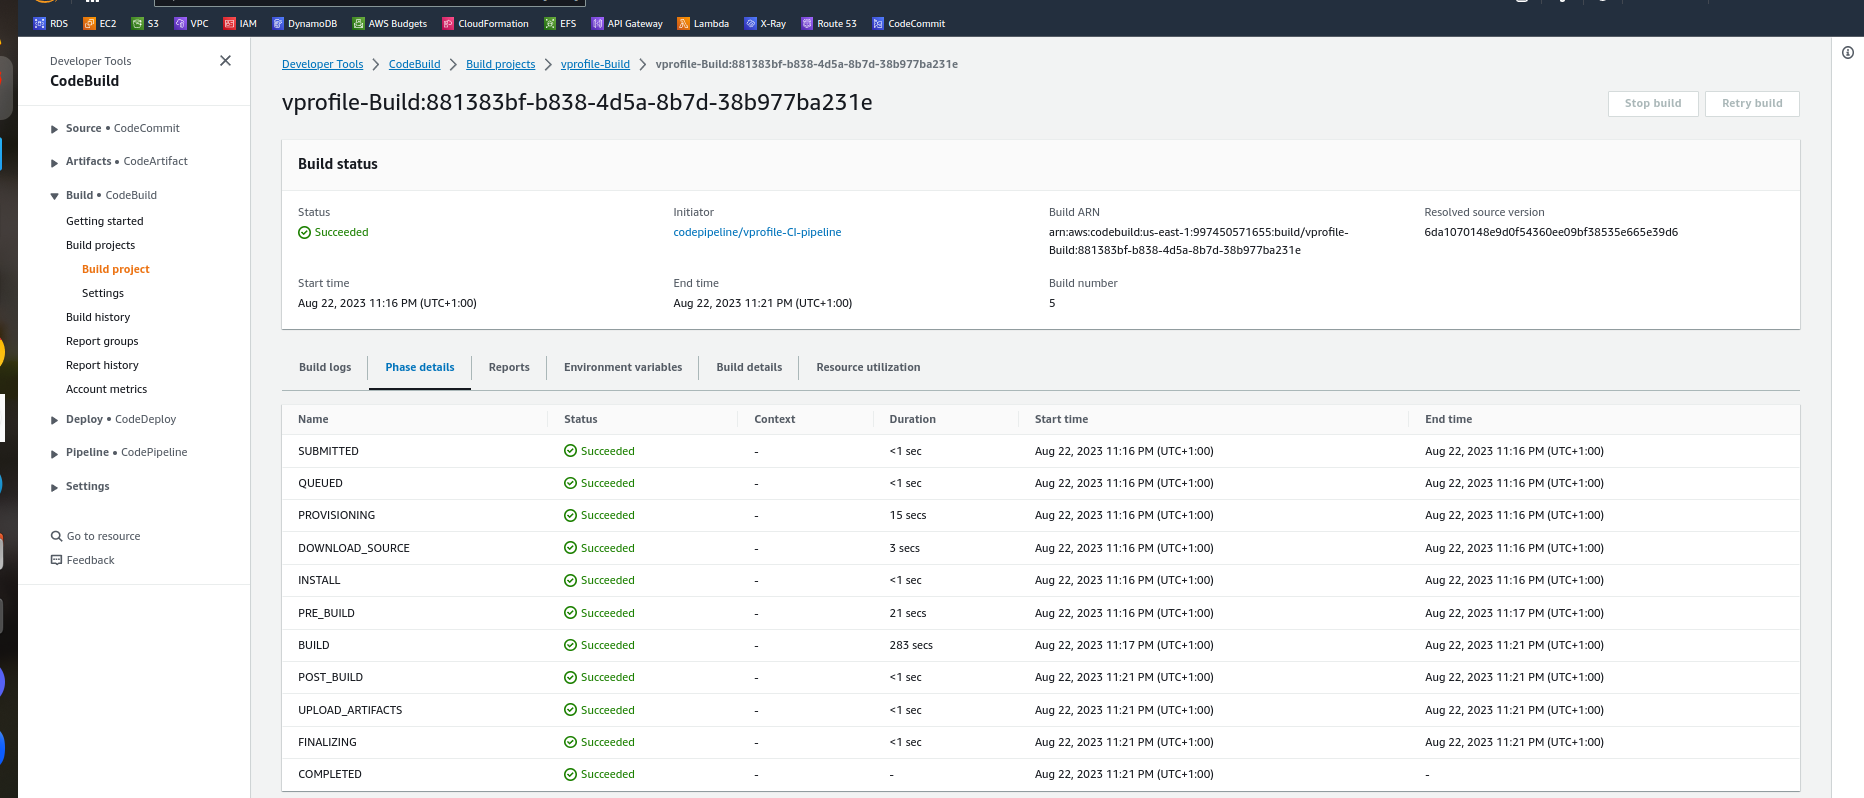 RDS EC2 S3 VPC IAM DynamoDB AWS Budgets CloudFormation EFS API Gateway Lambda X-Ray Route 53 CodeCommit
Developer Tools
CodeBuild
Source • CodeCommit
Artifacts • CodeArtifact
Build • CodeBuild
Getting started
Build projects
Build project
Settings
Build history
Report groups
Report history
Account metrics
Deploy • CodeDeploy
Pipeline • CodePipeline
Settings
Go to resource
Feedback
Developer Tools CodeBuild Build projects vprofile-Build vprofile-Build:881383bf-b838-4d5a-8b7d-38b977ba231e
vprofile-Build:881383bf-b838-4d5a-8b7d-38b977ba231e
Stop build Retry build
Build status
Status Initiator Build ARN Resolved source version
Succeeded codepipeline/vprofile-CI-pipeline arn:aws:codebuild:us-east-1:997450571655:build/vprofile- 6da1070148e9d0f54360ee09bf38535e665e39d6
Build:881383bf-b838-4d5a-8b7d-38b977ba231e
Start time End time Build number
Aug 22, 2023 11:16 PM (UTC+1:00) Aug 22, 2023 11:21 PM (UTC+1:00) 5
Build logs Phase details Reports Environment variables Build details Resource utilization
Name Status Context Duration Start time End time
SUBMITTED Succeeded - <1 sec Aug 22, 2023 11:16 PM (UTC+1:00) Aug 22, 2023 11:16 PM (UTC+1:00)
QUEUED Succeeded - <1 sec Aug 22, 2023 11:16 PM (UTC+1:00) Aug 22, 2023 11:16 PM (UTC+1:00)
PROVISIONING Succeeded - 15 secs Aug 22, 2023 11:16 PM (UTC+1:00) Aug 22, 2023 11:16 PM (UTC+1:00)
DOWNLOAD_SOURCE Succeeded - 3 secs Aug 22, 2023 11:16 PM (UTC+1:00) Aug 22, 2023 11:16 PM (UTC+1:00)
INSTALL Succeeded - <1 sec Aug 22, 2023 11:16 PM (UTC+1:00) Aug 22, 2023 11:16 PM (UTC+1:00)
PRE_BUILD Succeeded - 21 secs Aug 22, 2023 11:16 PM (UTC+1:00) Aug 22, 2023 11:17 PM (UTC+1:00)
BUILD Succeeded - 283 secs Aug 22, 2023 11:17 PM (UTC+1:00) Aug 22, 2023 11:21 PM (UTC+1:00)
POST_BUILD Succeeded - <1 sec Aug 22, 2023 11:21 PM (UTC+1:00) Aug 22, 2023 11:21 PM (UTC+1:00)
UPLOAD_ARTIFACTS Succeeded - <1 sec Aug 22, 2023 11:21 PM (UTC+1:00) Aug 22, 2023 11:21 PM (UTC+1:00)
FINALIZING Succeeded - <1 sec Aug 22, 2023 11:21 PM (UTC+1:00) Aug 22, 2023 11:21 PM (UTC+1:00)
COMPLETED Succeeded - - Aug 22, 2023 11:21 PM (UTC+1:00) -